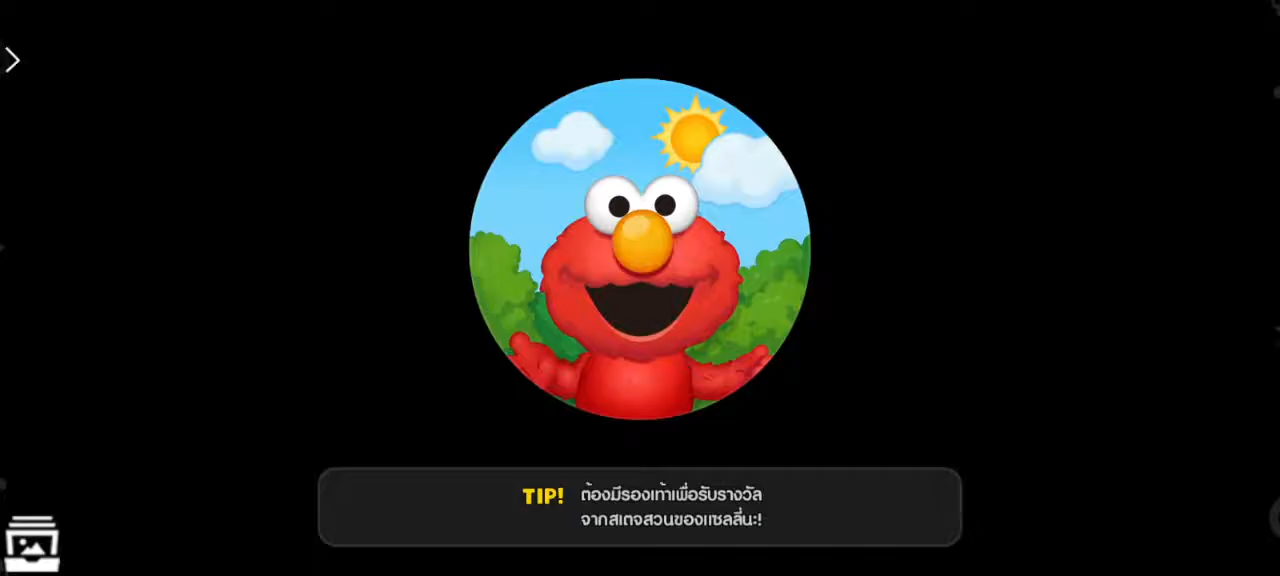 TIP! ต้องมีรองเท้าเพื่อรับรางวัล
จากสเตจสวนของแซลลี่นะ!